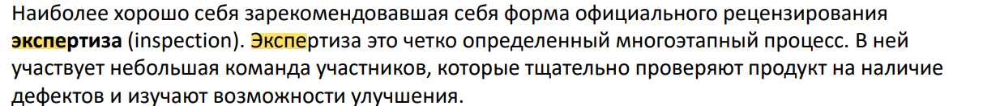 Наиболее хорошо себя зарекомендовавшая себя форма официального рецензирования
экспертиза (inspection). Экспертиза это четко определенный многоэтапный процесс. В ней
участвует небольшая команда участников, которые тщательно проверяют продукт на наличие
дефектов и изучают возможности улучшения.